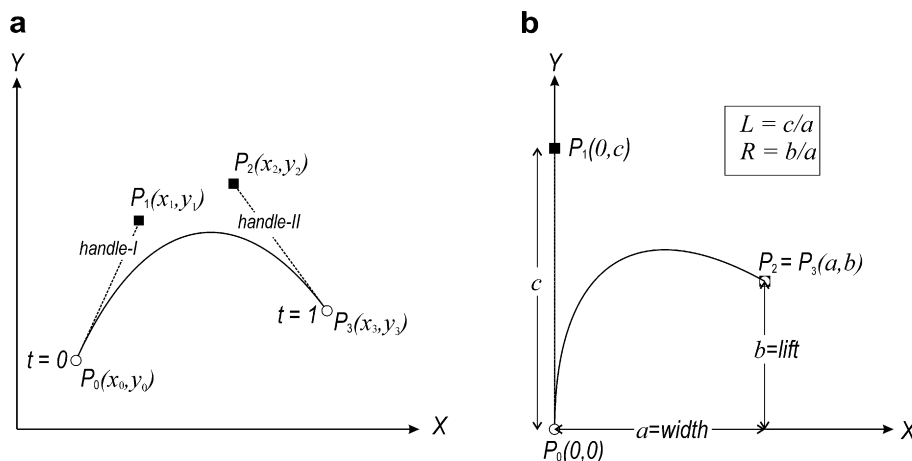 a
Y
P₂(x₂,y₂)
P₁(x₁,y₁)
handle-II
handle-I
t = 1
P₃(x₃,y₃)
t = 0
P₀(x₀,y₀)
X
b
Y
L = c/a
R = b/a
P₁(0,c)
P₂ = P₃(a,b)
c
b=lift
a=width
X
P₀(0,0)